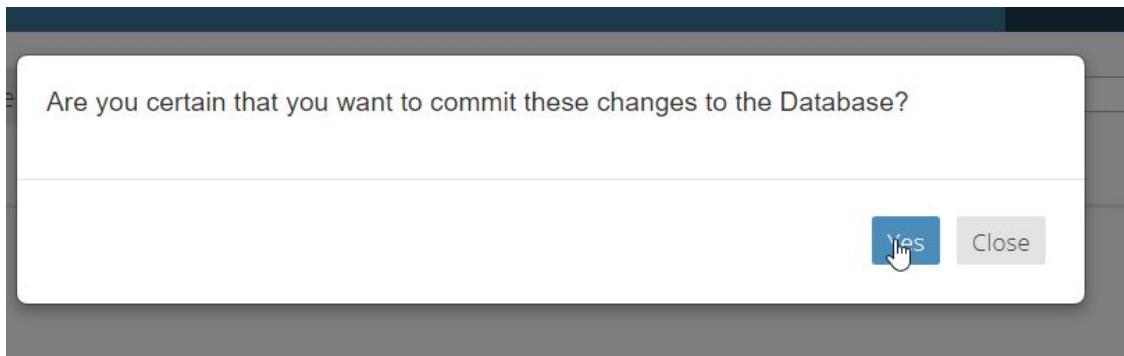 Are you certain that you want to commit these changes to the Database?
Yes Close